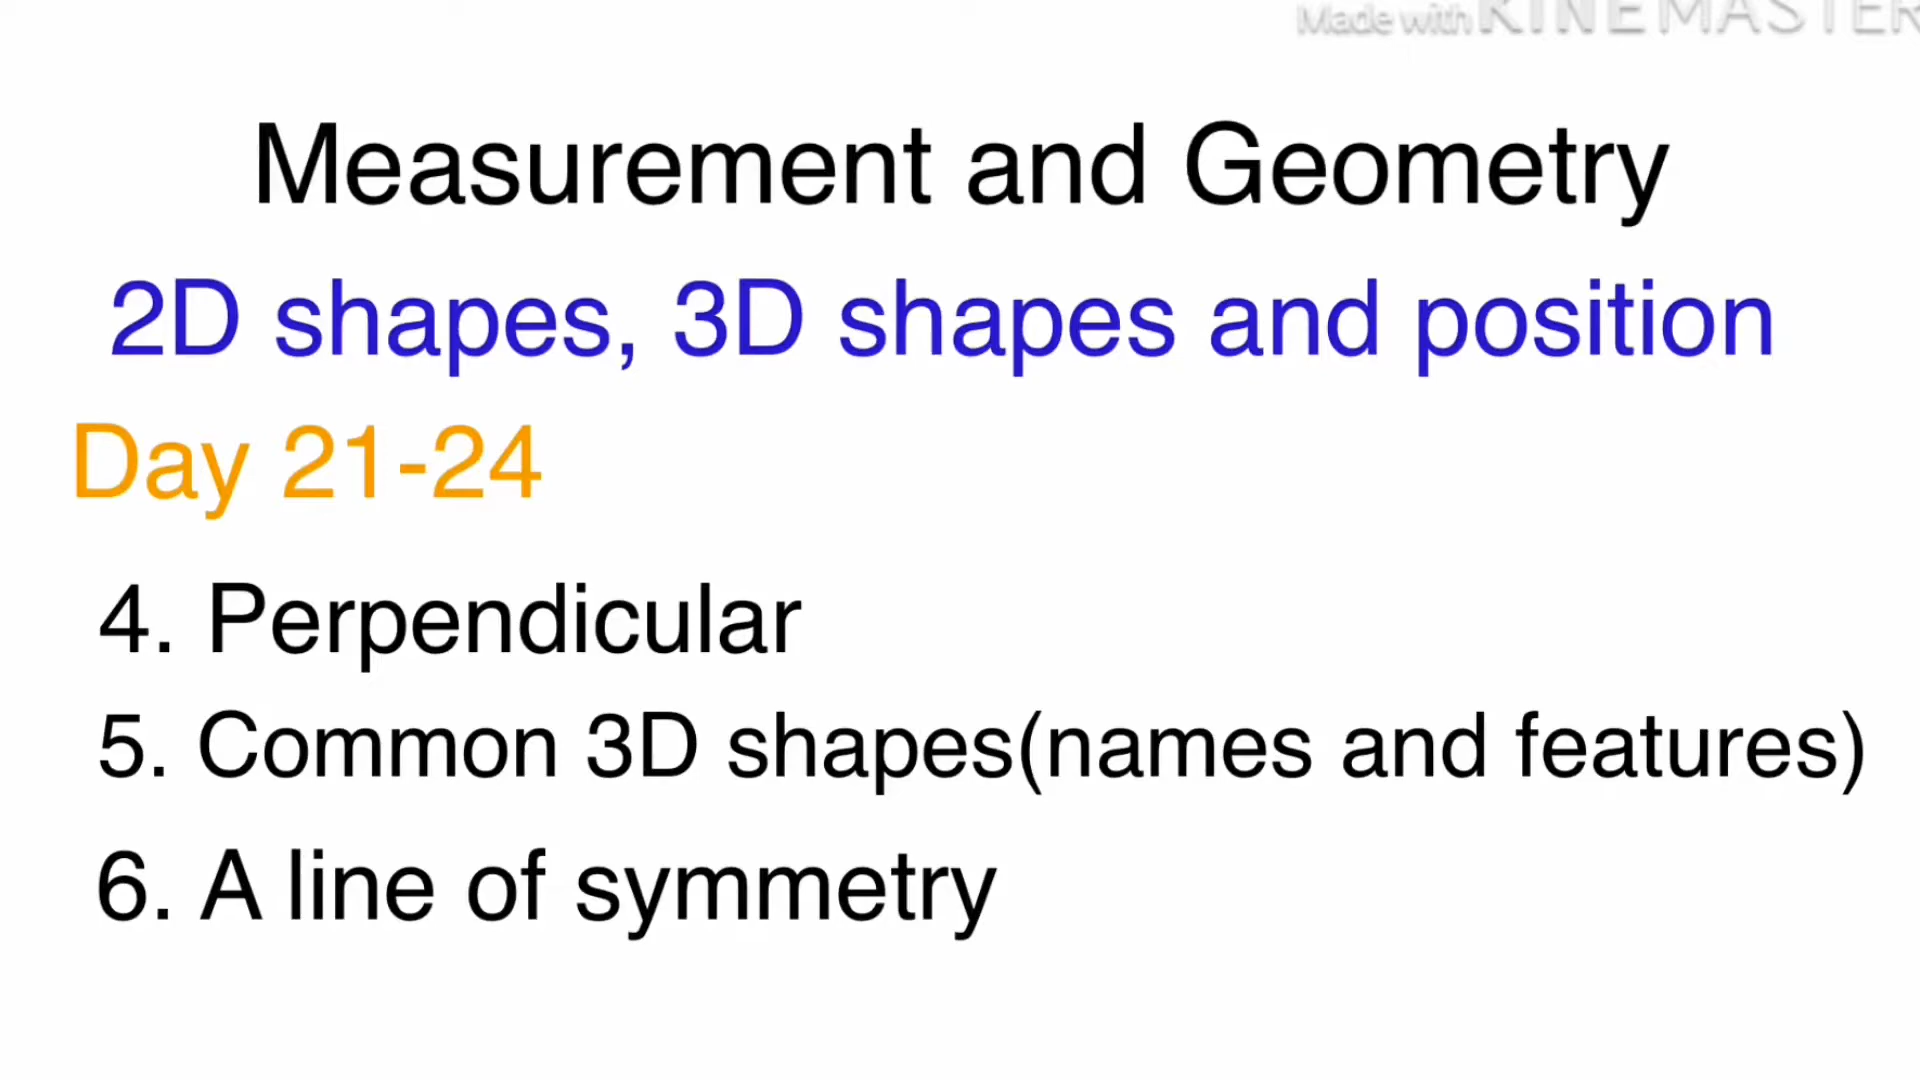 Made with KINEMASTER
Measurement and Geometry
2D shapes, 3D shapes and position
Day 21-24
4. Perpendicular
5. Common 3D shapes(names and features)
6. A line of symmetry